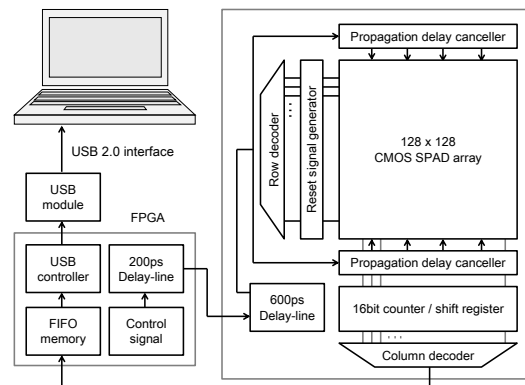 Propagation delay canceller
Row decoder
Reset signal generator
128 x 128
CMOS SPAD array
USB 2.0 interface
USB
module
FPGA
USB
controller
200ps
Delay-line
FIFO
memory
Control
signal
600ps
Delay-line
Propagation delay canceller
16bit counter / shift register
Column decoder